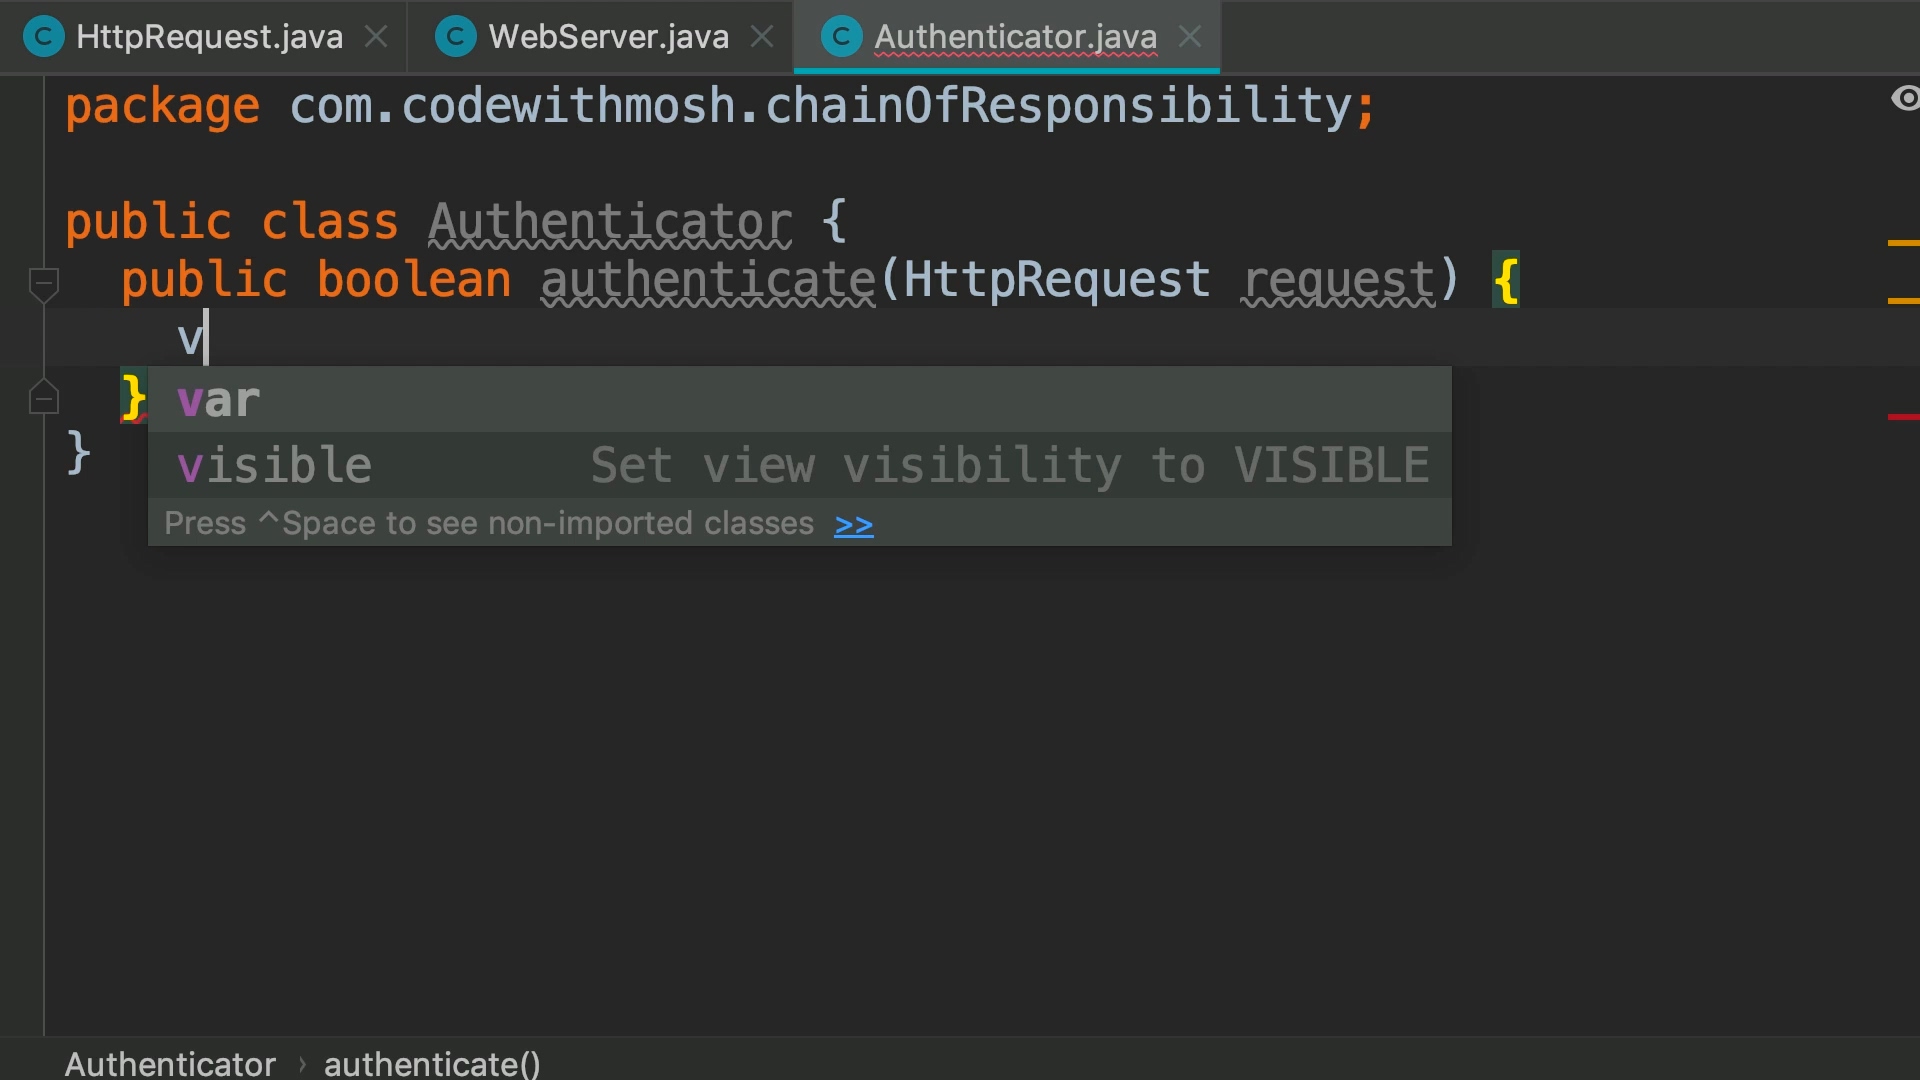 HttpRequest.java WebServer.java Authenticator.java
package com.codewithmosh.chainOfResponsibility;
public class Authenticator {
public boolean authenticate(HttpRequest request) {
v
} var
visible Set view visibility to VISIBLE
}
Press ^Space to see non-imported classes >>
Authenticator › authenticate()